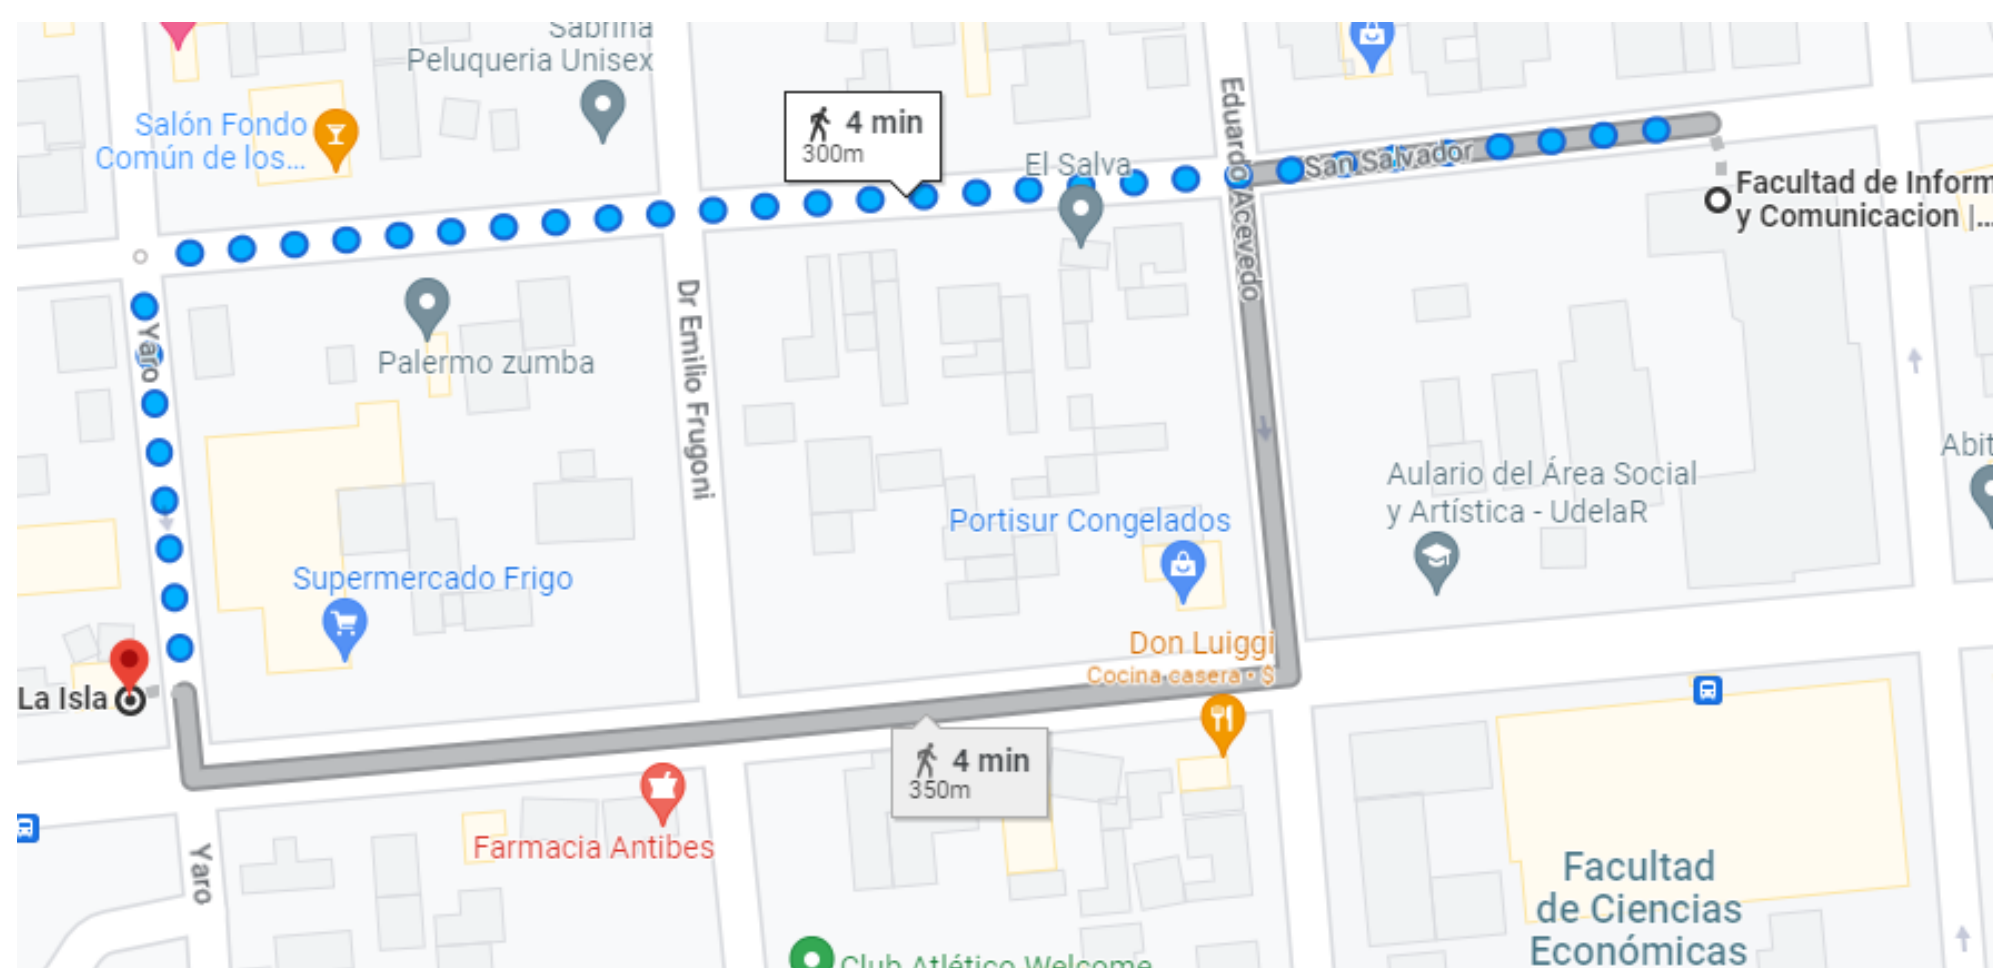 Sabrina
Peluqueria Unisex
Salón Fondo
Común de los...
4 min
300m
El Salva
Eduardo Acevedo
San Salvador
Facultad de Inform
y Comunicacion |...
Yaro
Palermo zumba
Dr Emilio Frugoni
Abit
Aulario del Área Social
y Artística - UdelaR
Portisur Congelados
Supermercado Frigo
Don Luiggi
Cocina casera • $
La Isla
4 min
350m
Farmacia Antibes
Yaro
Facultad
de Ciencias
Económicas
Club Atlético Welcome